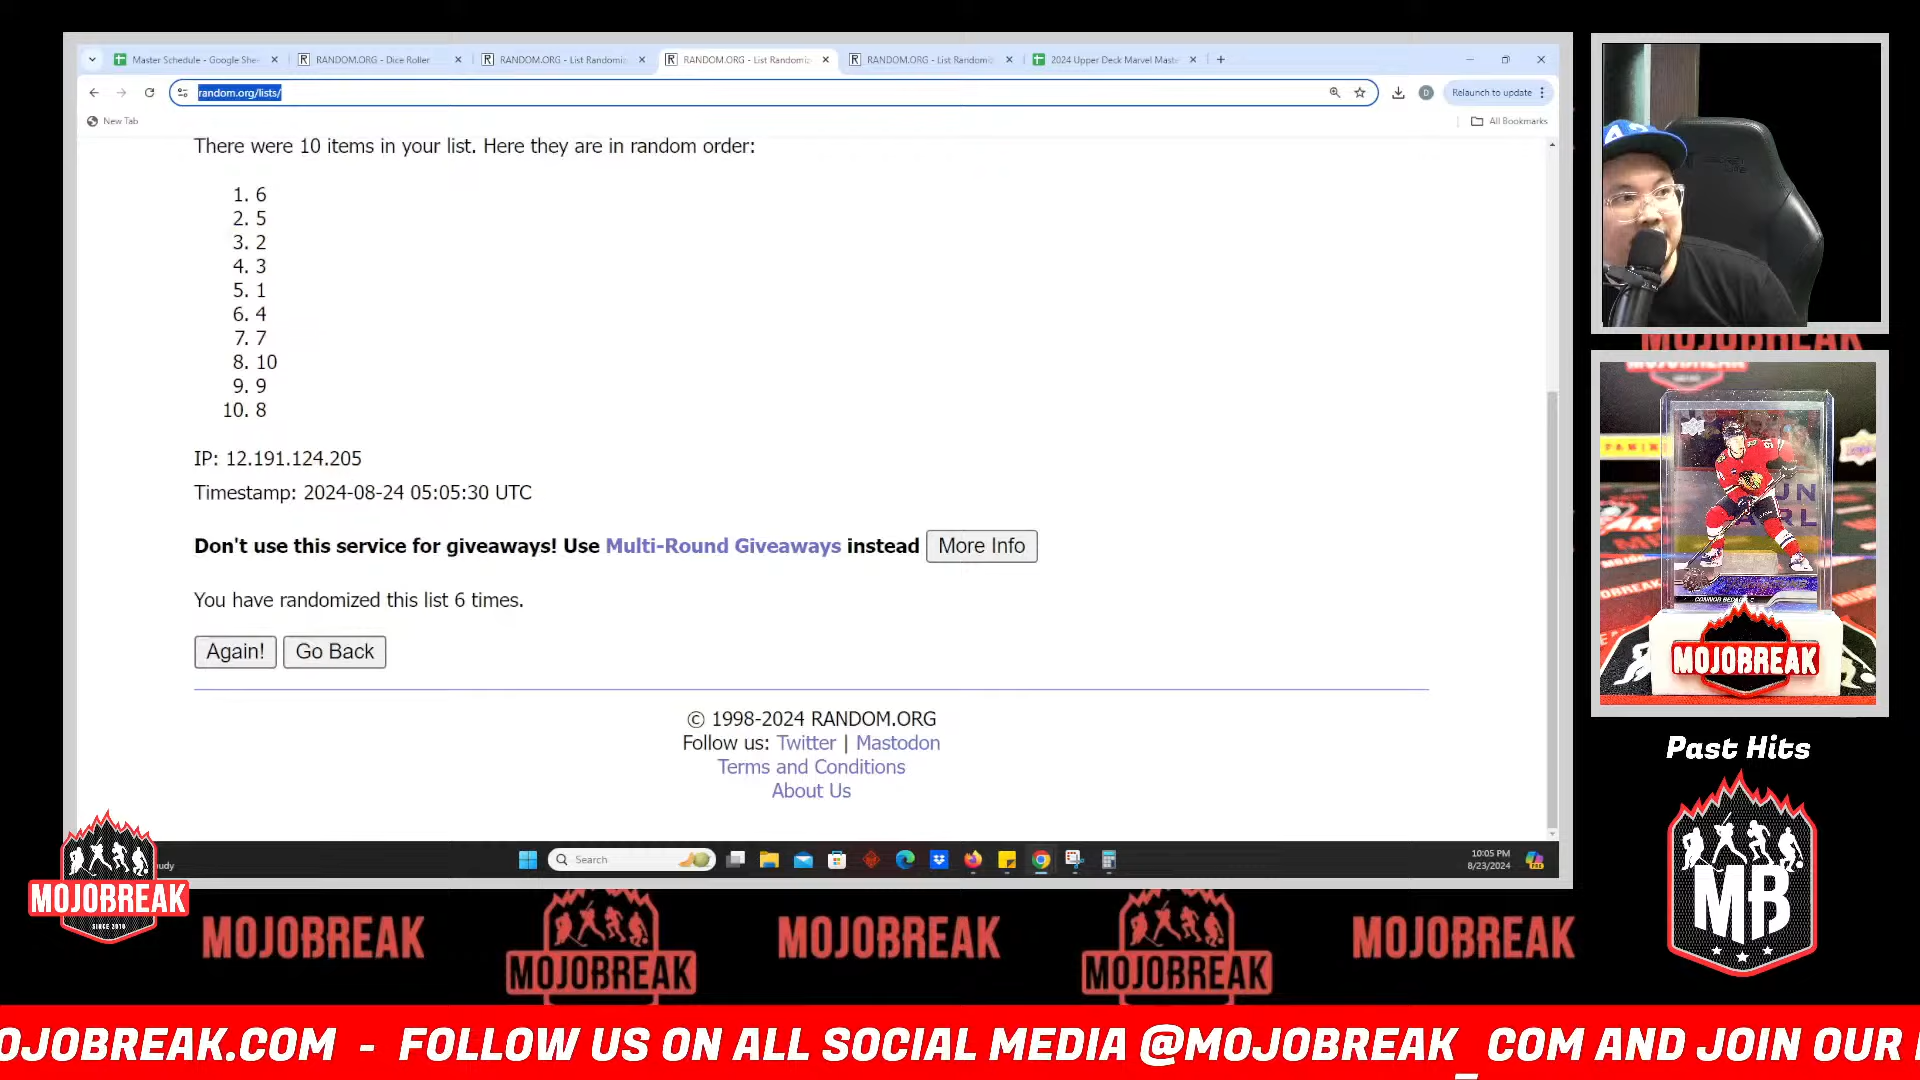 Master Schedule - Google She
RANDOM.ORG - Dice Roller
RANDOM.ORG - List Randomiz
RANDOM.ORG - List Randomiz
RANDOM.ORG - List Randomiz
2024 Upper Deck Marvel Mast
random.org/lists/
D
Relaunch to update
New Tab
All Bookmarks
There were 10 items in your list. Here they are in random order:
1. 6
2. 5
3. 2
4. 3
5. 1
6. 4
7. 7
8. 10
9. 9
10. 8
IP: 12.191.124.205
Timestamp: 2024-08-24 05:05:30 UTC
Don't use this service for giveaways! Use Multi-Round Giveaways instead More Info
You have randomized this list 6 times.
Again! Go Back
© 1998-2024 RANDOM.ORG
Follow us: Twitter | Mastodon
Terms and Conditions
About Us
Search
10:05 PM
8/23/2024
PANINI
MOJOBREAK
Past Hits
MB
MOJOBREAK
SINCE 2010
MOJOBREAK MOJOBREAK MOJOBREAK MOJOBREAK MOJOBREAK
OJOBREAK.COM - FOLLOW US ON ALL SOCIAL MEDIA @MOJOBREAK_COM AND JOIN OUR